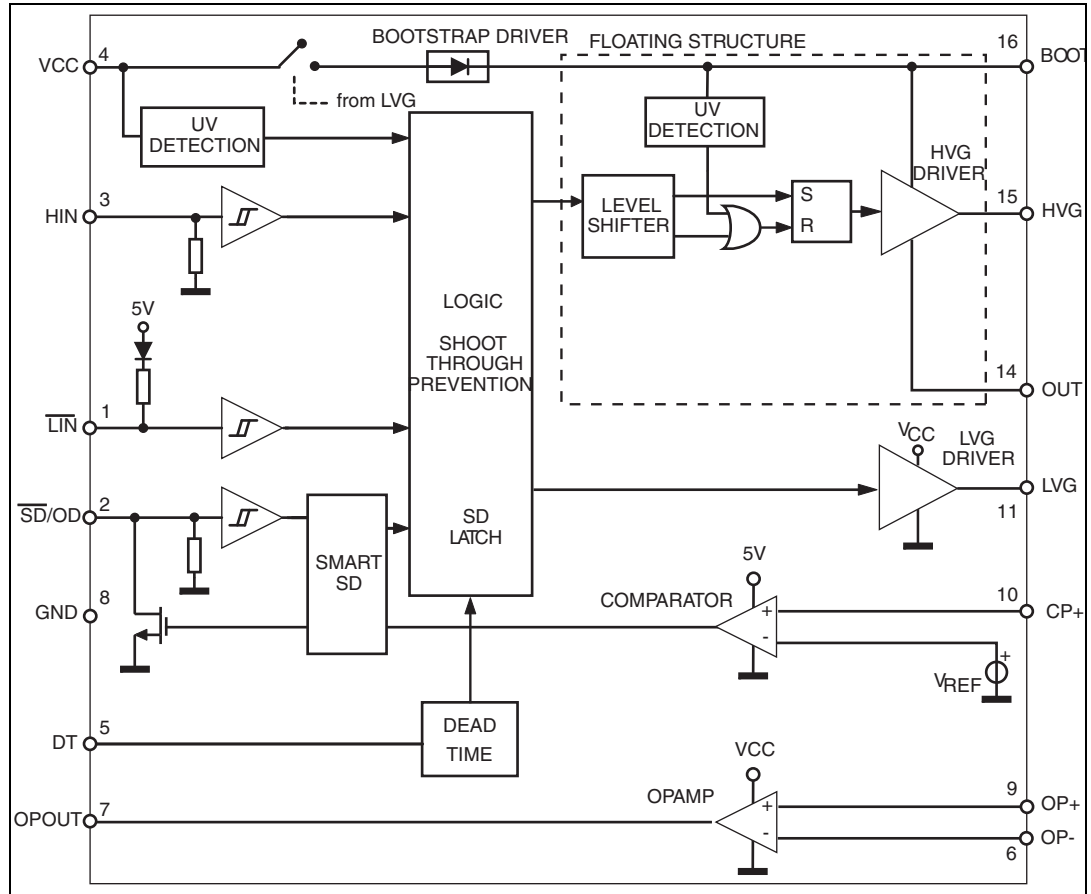 BOOTSTRAP DRIVER
FLOATING STRUCTURE
16
BOOT
4
VCC
from LVG
UV
DETECTION
UV
DETECTION
HVG
DRIVER
3
HIN
LEVEL
SHIFTER
S
R
15
HVG
5V
LOGIC
SHOOT
THROUGH
PREVENTION
14
OUT
1
LIN
VCC
LVG
DRIVER
LVG
11
2
SD/OD
SD
LATCH
SMART
SD
5V
COMPARATOR
+
-
10
CP+
8
GND
+
VREF
5
DT
DEAD
TIME
VCC
OPAMP
+
-
9
OP+
OP-
6
7
OPOUT